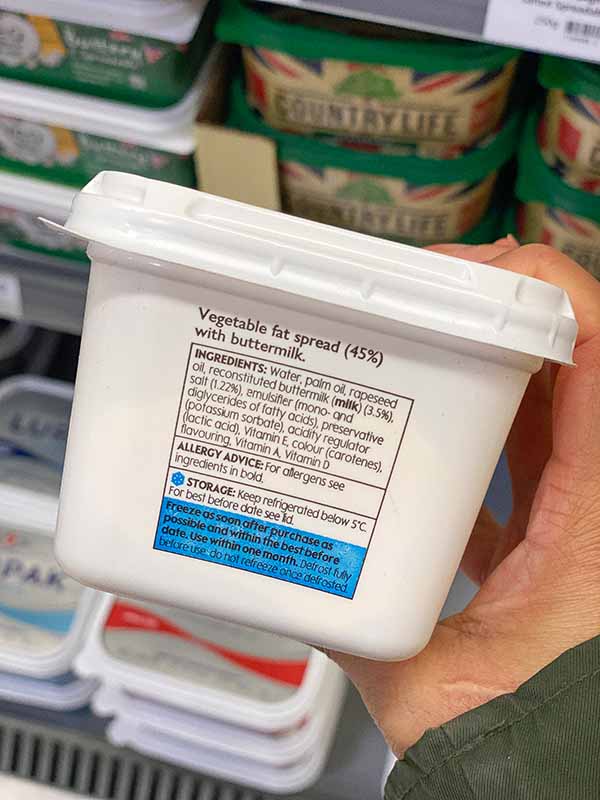 COUNTRY LIFE
COUNTRY LIFE
PAK
Vegetable fat spread (45%)
with buttermilk.
INGREDIENTS: Water, palm oil, rapeseed
oil, reconstituted buttermilk (milk) (3.5%),
salt (1.22%), emulsifier (mono- and
diglycerides of fatty acids), preservative
(potassium sorbate), acidity regulator
(lactic acid), Vitamin E, colour (carotenes),
flavouring, Vitamin A, Vitamin D
ALLERGY ADVICE: For allergens see
ingredients in bold.
STORAGE: Keep refrigerated below 5°C
For best before date see lid.
Freeze as soon after purchase as
possible and within the best before
date. Use within one month. Defrost fully
before use: do not refreeze once defrosted.